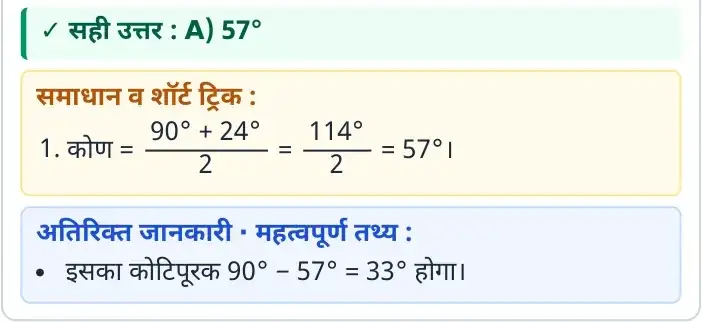 ✓ सही उत्तर : A) 57°
समाधान व शॉर्ट ट्रिक :
1. कोण = (90° + 24°)/2 = 114°/2 = 57°।
अतिरिक्त जानकारी · महत्वपूर्ण तथ्य :
• इसका कोटिपूरक 90° − 57° = 33° होगा।